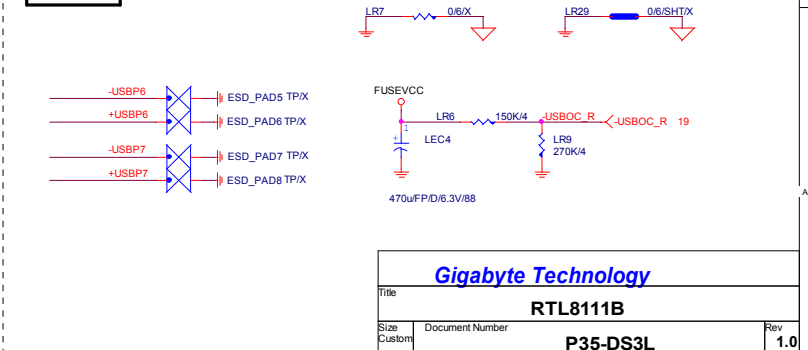 LR7 0/6/X
LR29 0/6/SHT/X
-USBP6 ESD_PAD5 TP/X
+USBP6 ESD_PAD6 TP/X
-USBP7 ESD_PAD7 TP/X
+USBP7 ESD_PAD8 TP/X
FUSEVCC
LR6 150K/4 -USBOC_R -USBOC_R 19
1
+
LEC4
LR9
270K/4
470u/FP/D/6.3V/88
A
Gigabyte Technology
Title
RTL8111B
Size Document Number Rev
Custom P35-DS3L 1.0